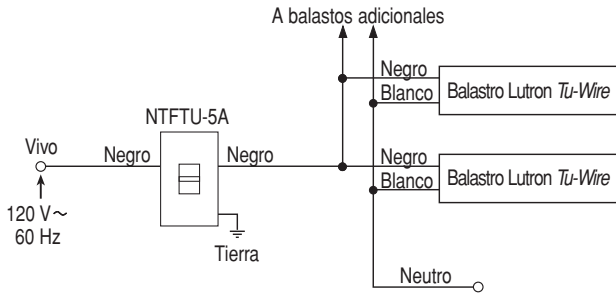 A balastos adicionales
Negro
Blanco
Balastro Lutron Tu-Wire
NTFTU-5A
Vivo
Negro
Negro
Negro
Blanco
Balastro Lutron Tu-Wire
120 V~
60 Hz
Tierra
Neutro